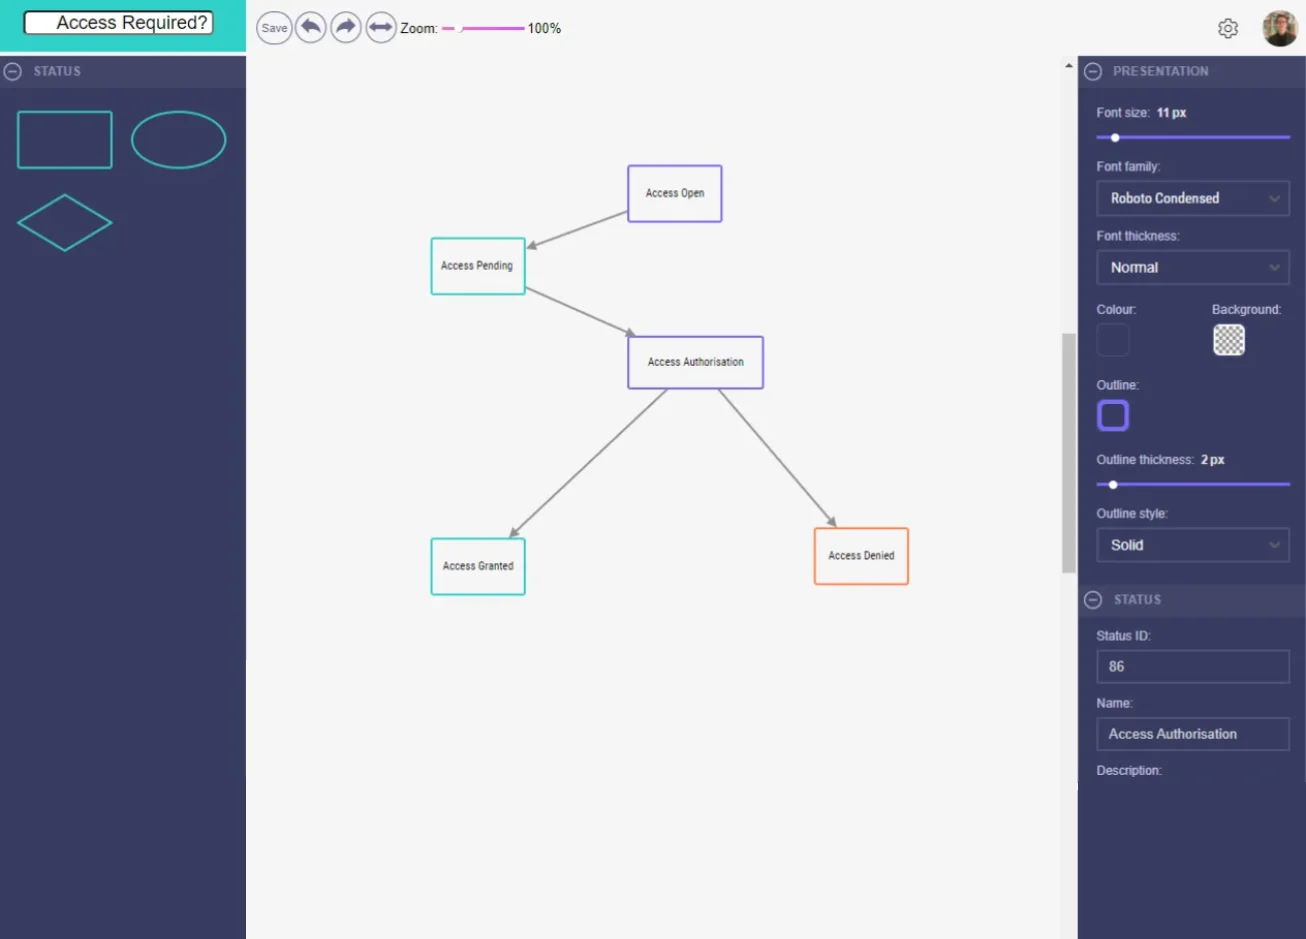 Access Required?
Save
Zoom:
100%
STATUS
Access Open
Access Pending
Access Authorisation
Access Granted
Access Denied
PRESENTATION
Font size: 11 px
Font family:
Roboto Condensed
Font thickness:
Normal
Colour: Background:
Outline:
Outline thickness: 2 px
Outline style:
Solid
STATUS
Status ID:
86
Name:
Access Authorisation
Description: